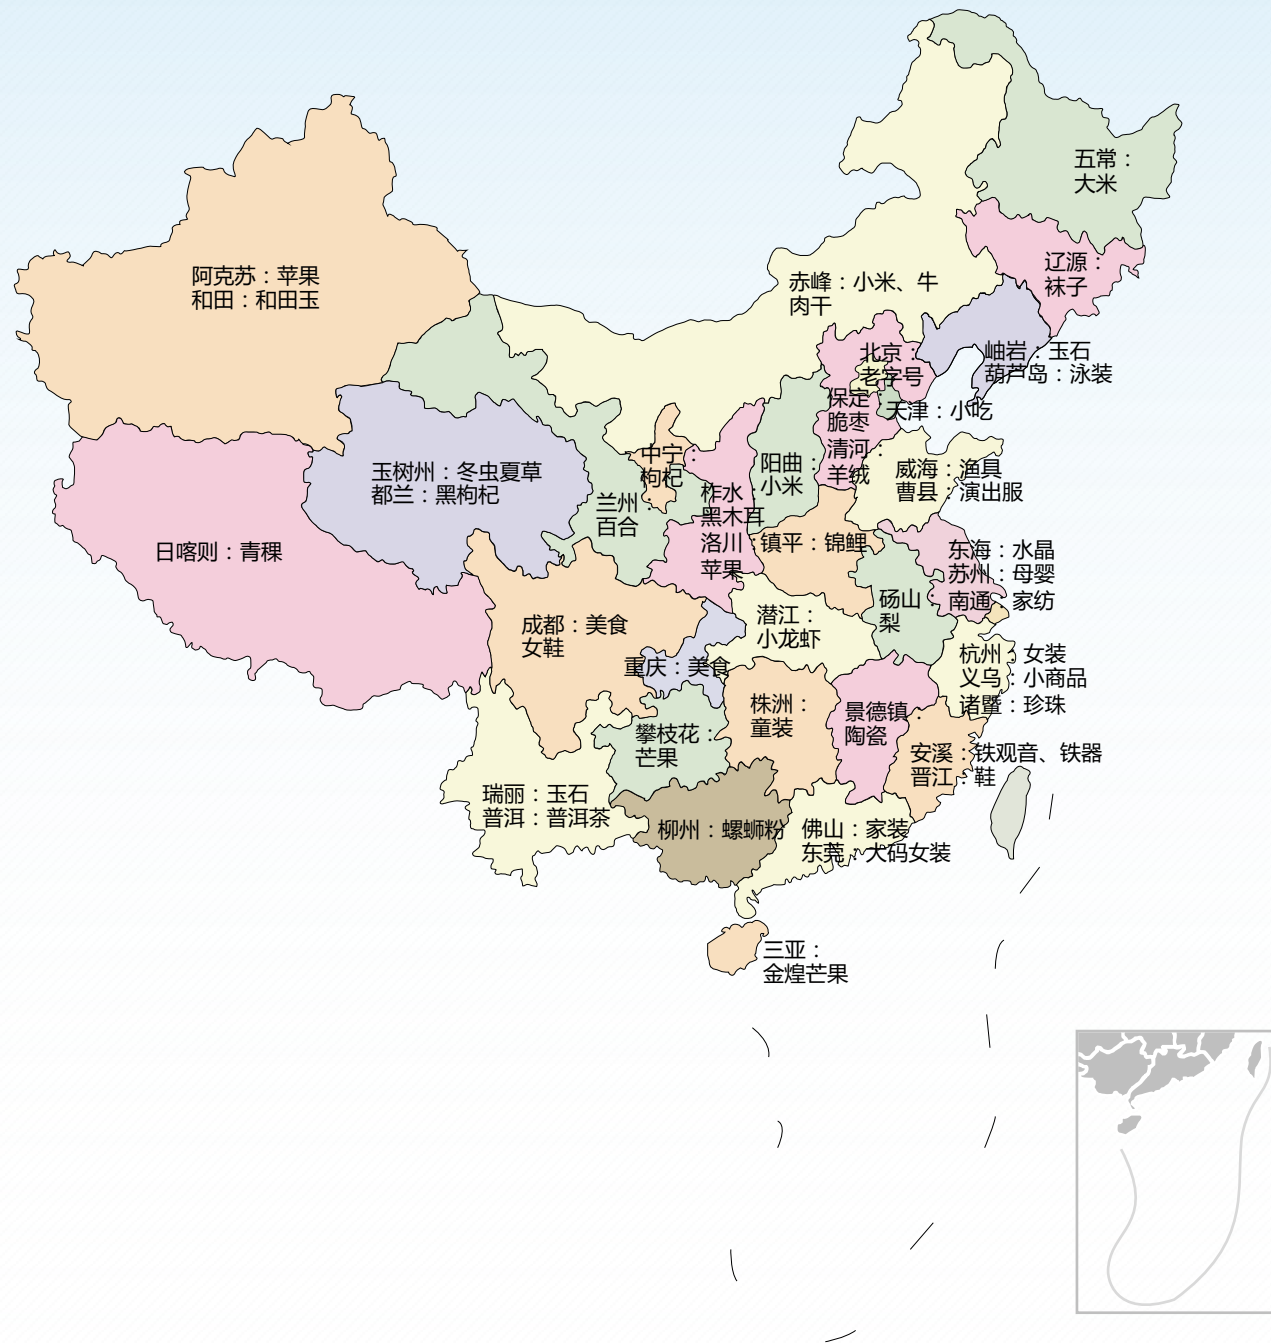 五常：
大米
辽源：
袜子
阿克苏：苹果
和田：和田玉
赤峰：小米、牛
肉干
岫岩：玉石
葫芦岛：泳装
北京：
老字号
天津：小吃
保定：
脆枣
清河：
羊绒
中宁：
枸杞
阳曲：
小米
威海：渔具
曹县：演出服
玉树州：冬虫夏草
都兰：黑枸杞
兰州：
百合
柞水：
黑木耳
洛川：
苹果
镇平：锦鲤
日喀则：青稞
东海：水晶
苏州：母婴
南通：家纺
砀山：
梨
潜江：
小龙虾
成都：美食
女鞋
重庆：美食
杭州：女装
义乌：小商品
诸暨：珍珠
株洲：
童装
景德镇：
陶瓷
攀枝花：
芒果
安溪：铁观音、铁器
晋江：鞋
瑞丽：玉石
普洱：普洱茶
柳州：螺蛳粉
佛山：家装
东莞：大码女装
三亚：
金煌芒果